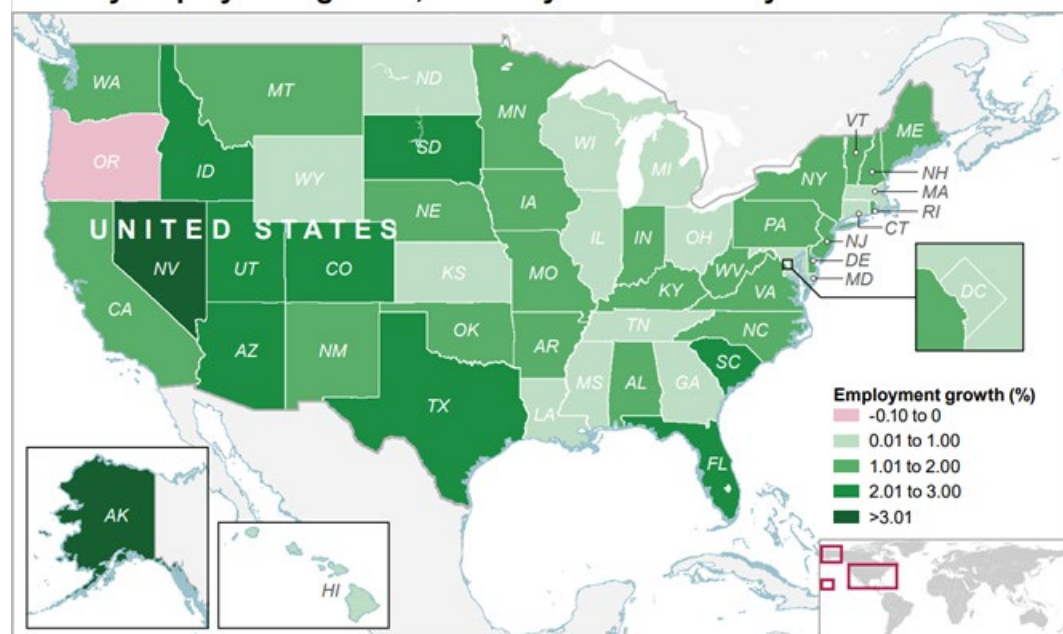 WA
MT
ND
MN
OR
ID
SD
WI
MI
VT
ME
NH
MA
RI
CT
NY
WY
NE
IA
PA
NJ
DE
MD
UNITED STATES
NV
UT
CO
KS
MO
IL
IN
OH
WV
VA
KY
DC
CA
AZ
NM
OK
AR
TN
NC
SC
MS
AL
GA
TX
LA
FL
AK
HI
Employment growth (%)
-0.10 to 0
0.01 to 1.00
1.01 to 2.00
2.01 to 3.00
>3.01